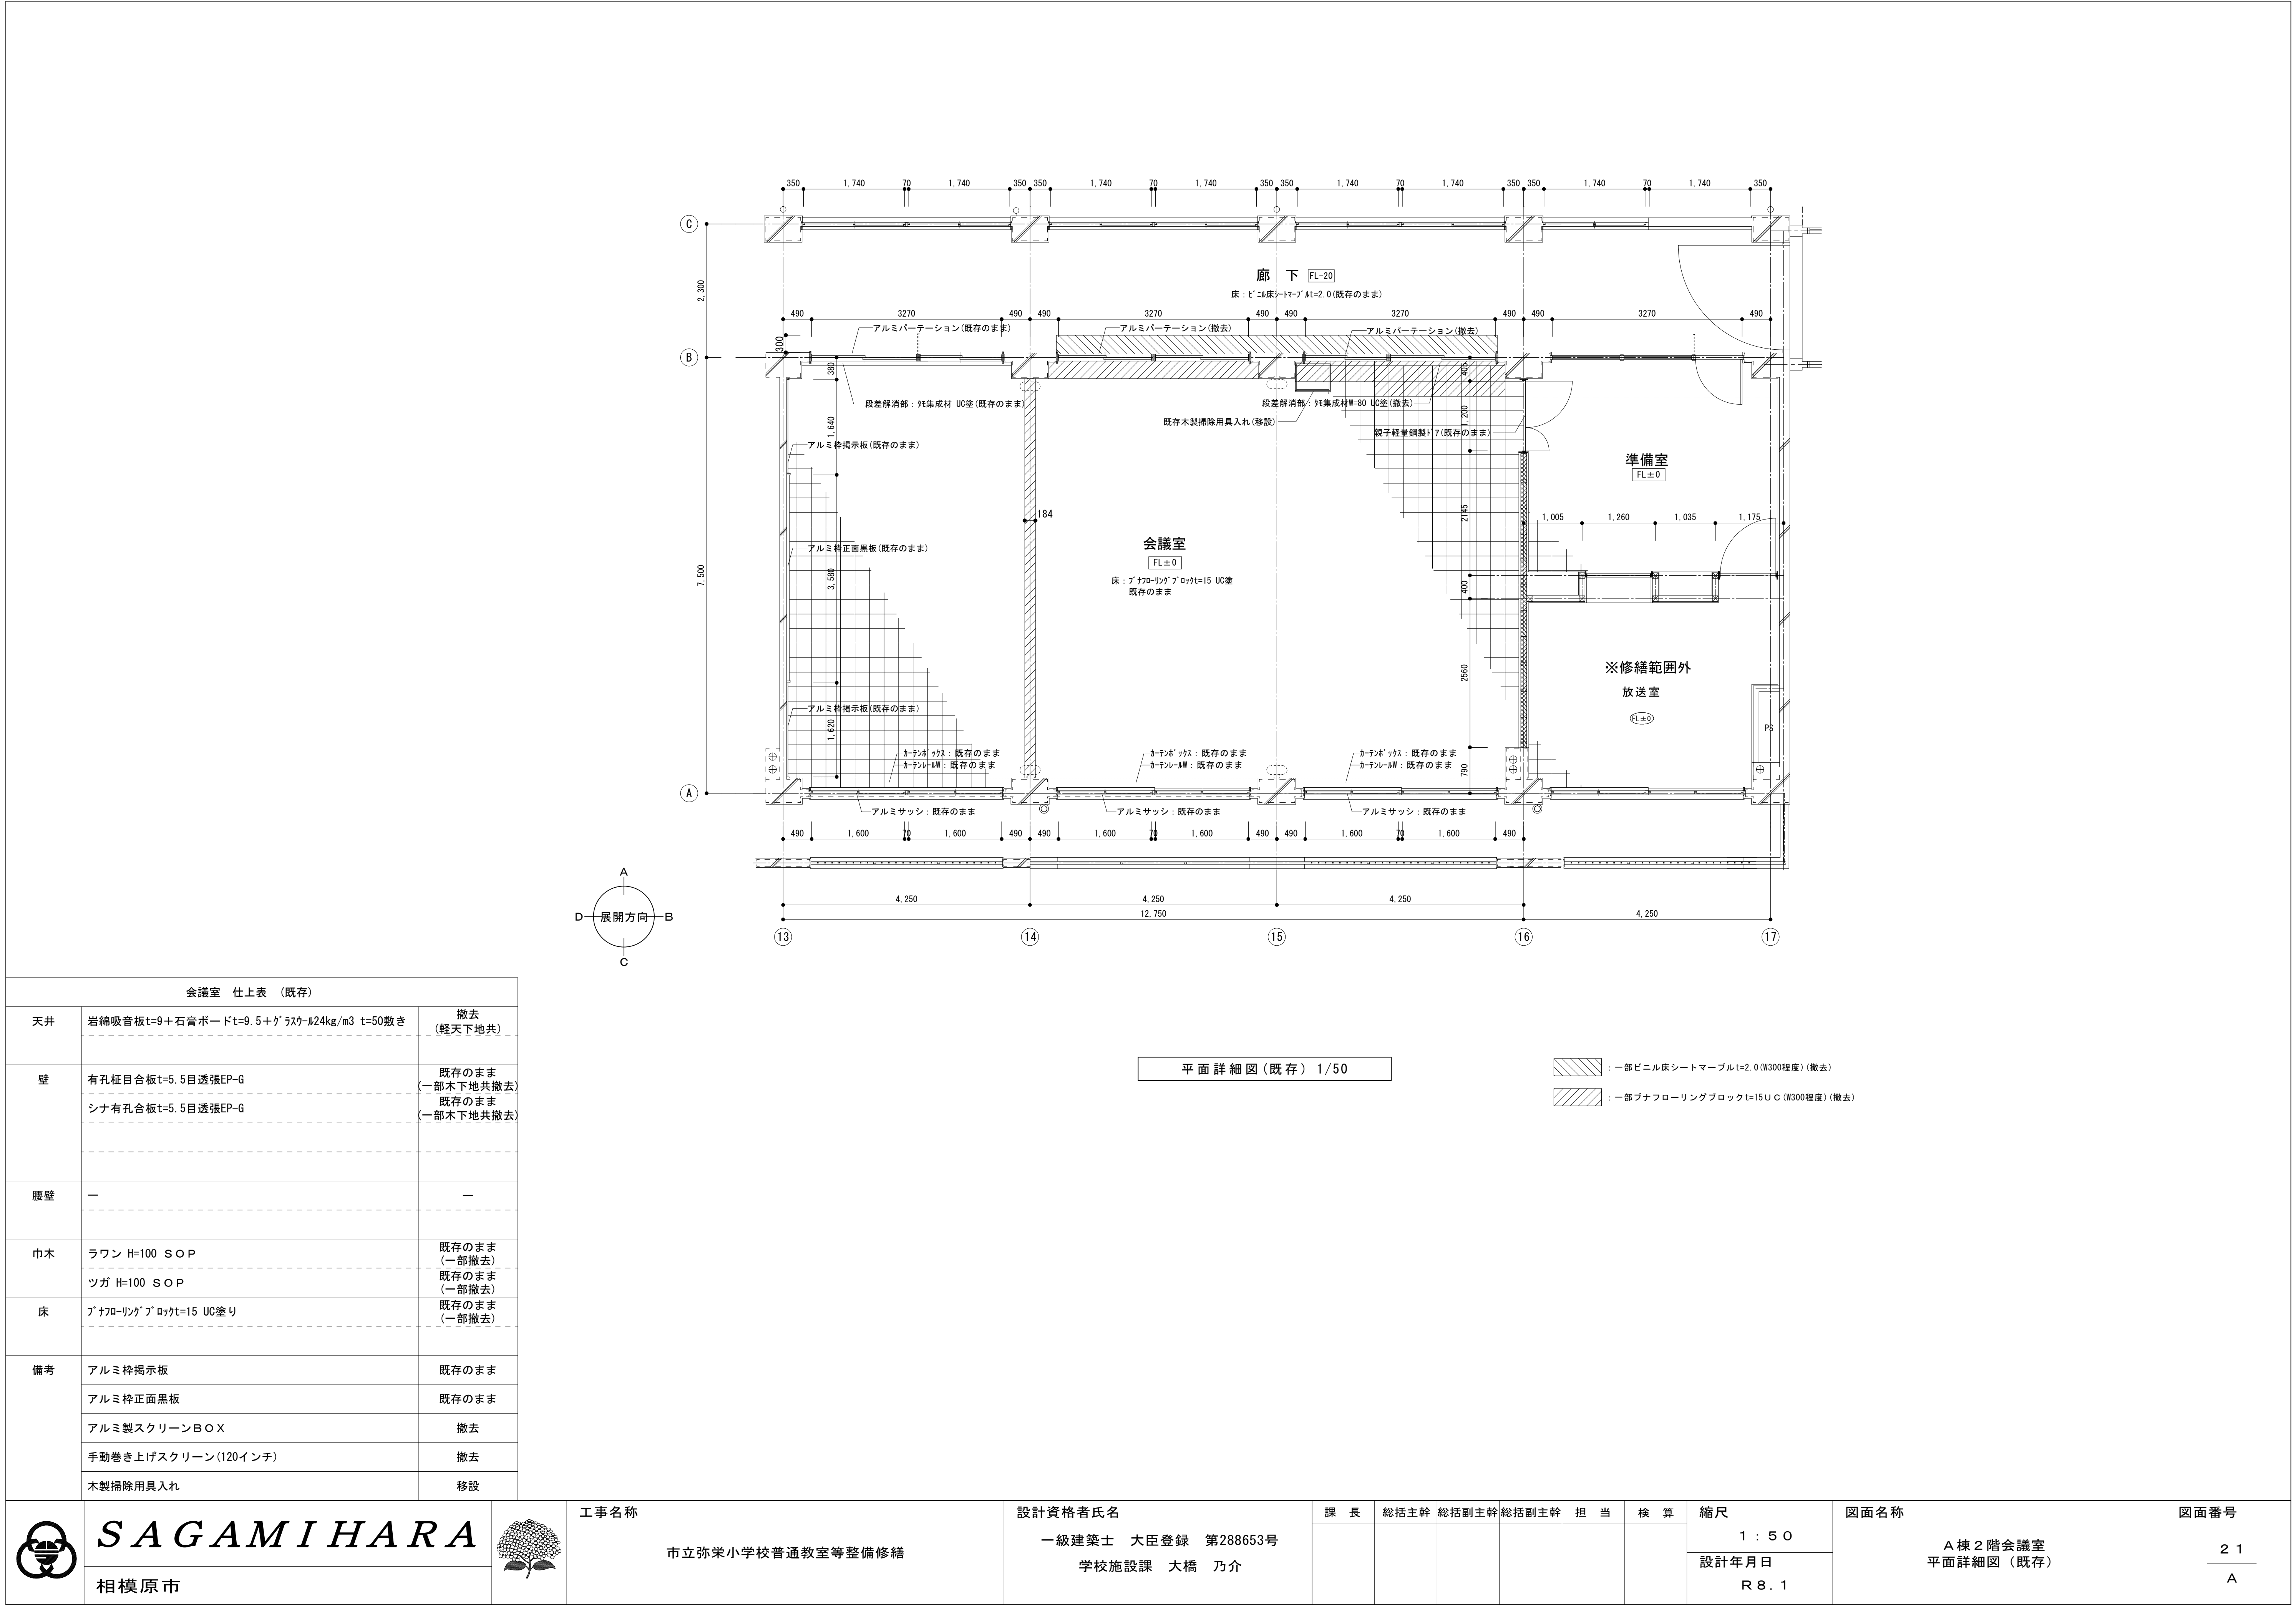 350 1,740 70 1,740 350 350 1,740 70 1,740 350 350 1,740 70 1,740 350 350 1,740 70 1,740 350
C
廊 下 FL-20
床：ﾋﾞﾆﾙ床ｼｰﾄﾏｰﾌﾞﾙt=2.0(既存のまま)
2,300
490 3270 490 490 3270 490 490 3270 490 490 3270 490
アルミパーテーション(既存のまま)
アルミパーテーション(撤去)
アルミパーテーション(撤去)
300
B
380
405
段差解消部：ﾀﾓ集成材 UC塗(既存のまま)
段差解消部：ﾀﾓ集成材W=80 UC塗(撤去)
既存木製掃除用具入れ(移設)
1,200
1,640
親子軽量鋼製ﾄﾞｱ(既存のまま)
アルミ枠掲示板(既存のまま)
準備室
FL±0
184
2145
1,005 1,260 1,035 1,175
会議室
FL±0
アルミ枠正面黒板(既存のまま)
床：ﾌﾞﾅﾌﾛｰﾘﾝｸﾞﾌﾞﾛｯｸt=15 UC塗
既存のまま
7,500
3,580
400
2560
※修繕範囲外
放送室
FL±0
アルミ枠掲示板(既存のまま)
1,620
PS
ｶｰﾃﾝﾎﾞｯｸｽ：既存のまま
ｶｰﾃﾝﾚｰﾙW：既存のまま
ｶｰﾃﾝﾎﾞｯｸｽ：既存のまま
ｶｰﾃﾝﾚｰﾙW：既存のまま
ｶｰﾃﾝﾎﾞｯｸｽ：既存のまま
ｶｰﾃﾝﾚｰﾙW：既存のまま
790
A
アルミサッシ：既存のまま
アルミサッシ：既存のまま
アルミサッシ：既存のまま
490 1,600 70 1,600 490 490 1,600 70 1,600 490 490 1,600 70 1,600 490
4,250 4,250 4,250
12,750 4,250
13 14 15 16 17
A
D 展開方向 B
C
会議室 仕上表 (既存)
天井 岩綿吸音板t=9＋石膏ボードt=9.5＋ｸﾞﾗｽｳｰﾙ24kg/m3 t=50敷き 撤去
(軽天下地共)
壁 有孔柾目合板t=5.5目透張EP-G 既存のまま
(一部木下地共撤去)
シナ有孔合板t=5.5目透張EP-G 既存のまま
(一部木下地共撤去)
腰壁 ― ―
巾木 ラワン H=100 ＳＯＰ 既存のまま
(一部撤去)
ツガ H=100 ＳＯＰ 既存のまま
(一部撤去)
床 ﾌﾞﾅﾌﾛｰﾘﾝｸﾞﾌﾞﾛｯｸt=15 UC塗り 既存のまま
(一部撤去)
備考 アルミ枠掲示板 既存のまま
アルミ枠正面黒板 既存のまま
アルミ製スクリーンＢＯＸ 撤去
手動巻き上げスクリーン(120インチ) 撤去
木製掃除用具入れ 移設
平面詳細図(既存) 1/50
：一部ビニル床シートマーブルt=2.0(W300程度)(撤去)
：一部ブナフローリングブロックt=15ＵＣ(W300程度)(撤去)
SAGAMIHARA
相模原市
工事名称
市立弥栄小学校普通教室等整備修繕
設計資格者氏名
一級建築士 大臣登録 第288653号
学校施設課 大橋 乃介
課 長 総括主幹 総括副主幹 総括副主幹 担 当 検 算
縮尺
１：５０
設計年月日
Ｒ８．１
図面名称
Ａ棟２階会議室
平面詳細図（既存）
図面番号
２１
Ａ